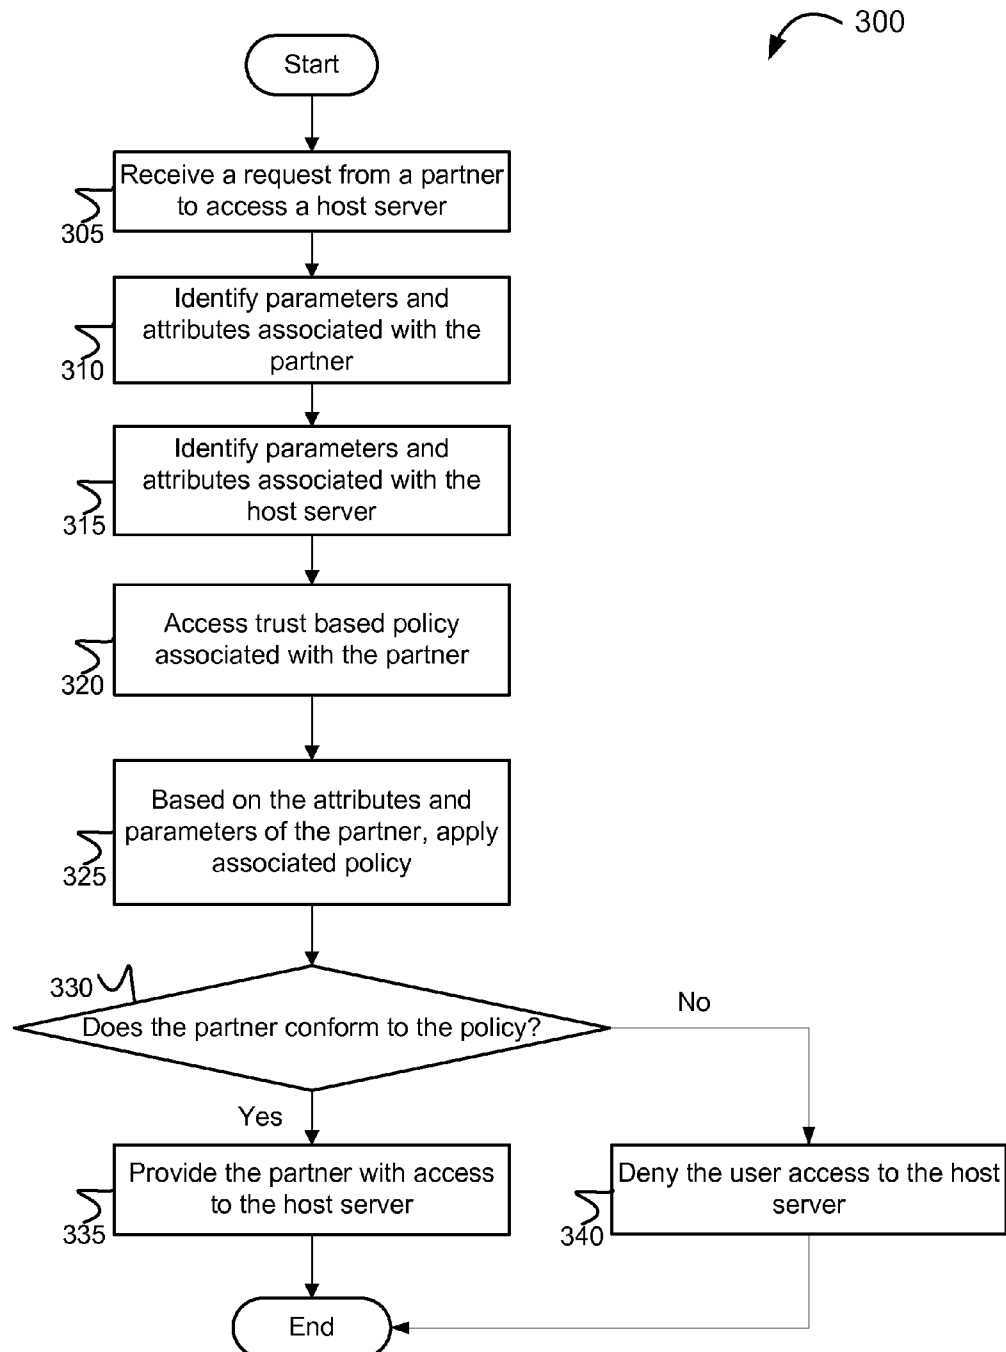 300
Start
Receive a request from a partner
to access a host server
305
Identify parameters and
attributes associated with the
partner
310
Identify parameters and
attributes associated with the
host server
315
Access trust based policy
associated with the partner
320
Based on the attributes and
parameters of the partner, apply
associated policy
325
330
Does the partner conform to the policy?
No
Yes
Provide the partner with access
to the host server
335
Deny the user access to the host
server
340
End